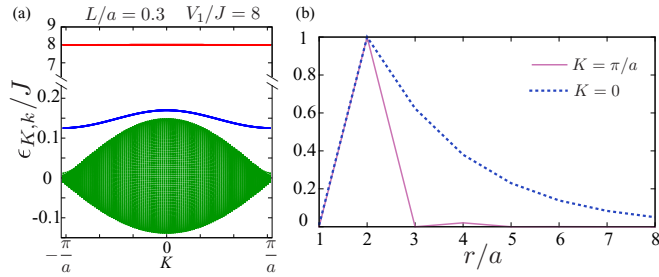 (a) L/a = 0.3 V₁/J = 8
9
8
7
0.2
0.1
0
-0.1
ϵ_{K,k}/J
−π/a 0 π/a
K
(b)
1
0.8
0.6
0.4
0.2
0
K = π/a
K = 0
1 2 3 4 5 6 7 8
r/a